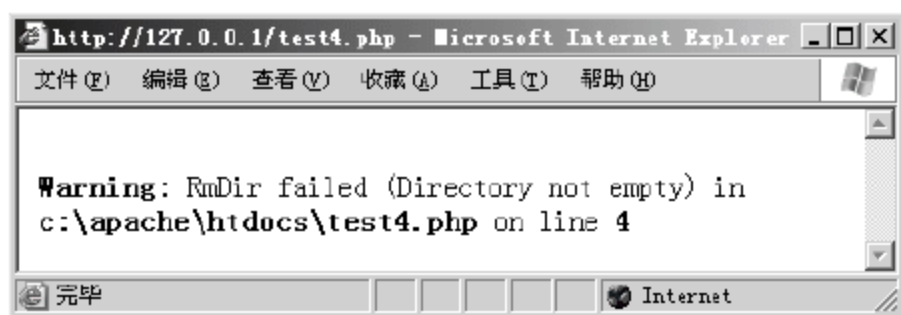 http://127.0.0.1/test4.php - Microsoft Internet Explorer
文件(F) 编辑(E) 查看(V) 收藏(A) 工具(T) 帮助(H)
Warning: RmDir failed (Directory not empty) in
c:\apache\htdocs\test4.php on line 4
完毕 Internet